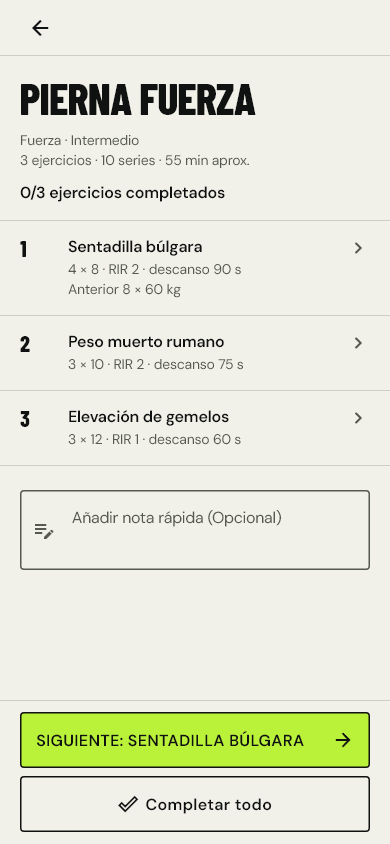 PIERNA FUERZA
Fuerza · Intermedio
3 ejercicios · 10 series · 55 min aprox.
0/3 ejercicios completados
1
Sentadilla búlgara
4 × 8 · RIR 2 · descanso 90 s
Anterior 8 × 60 kg
2
Peso muerto rumano
3 × 10 · RIR 2 · descanso 75 s
3
Elevación de gemelos
3 × 12 · RIR 1 · descanso 60 s
Añadir nota rápida (Opcional)
SIGUIENTE: SENTADILLA BÚLGARA
Completar todo